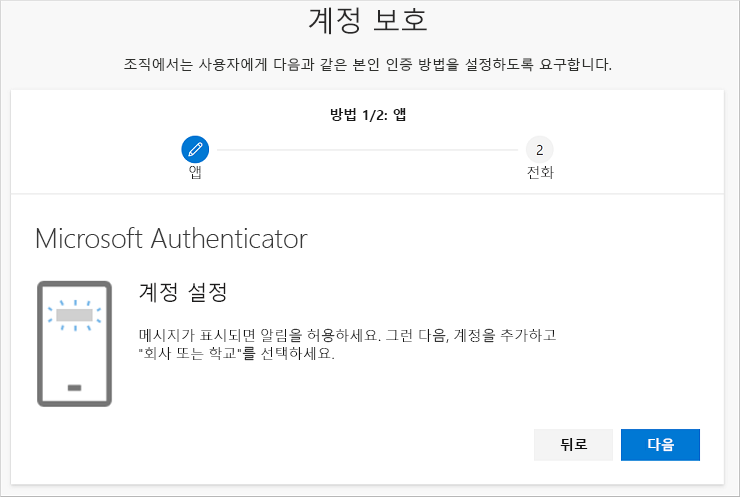 계정 보호
조직에서는 사용자에게 다음과 같은 본인 인증 방법을 설정하도록 요구합니다.
방법 1/2: 앱
2
앱
전화
Microsoft Authenticator
계정 설정
메시지가 표시되면 알림을 허용하세요. 그런 다음, 계정을 추가하고
"회사 또는 학교"를 선택하세요.
뒤로
다음